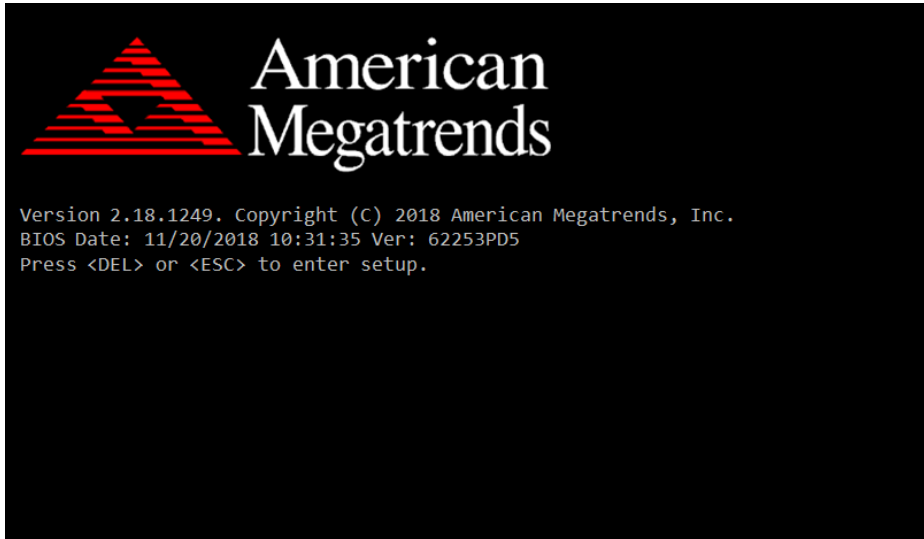 American
Megatrends
Version 2.18.1249. Copyright (C) 2018 American Megatrends, Inc.
BIOS Date: 11/20/2018 10:31:35 Ver: 62253PD5
Press <DEL> or <ESC> to enter setup.